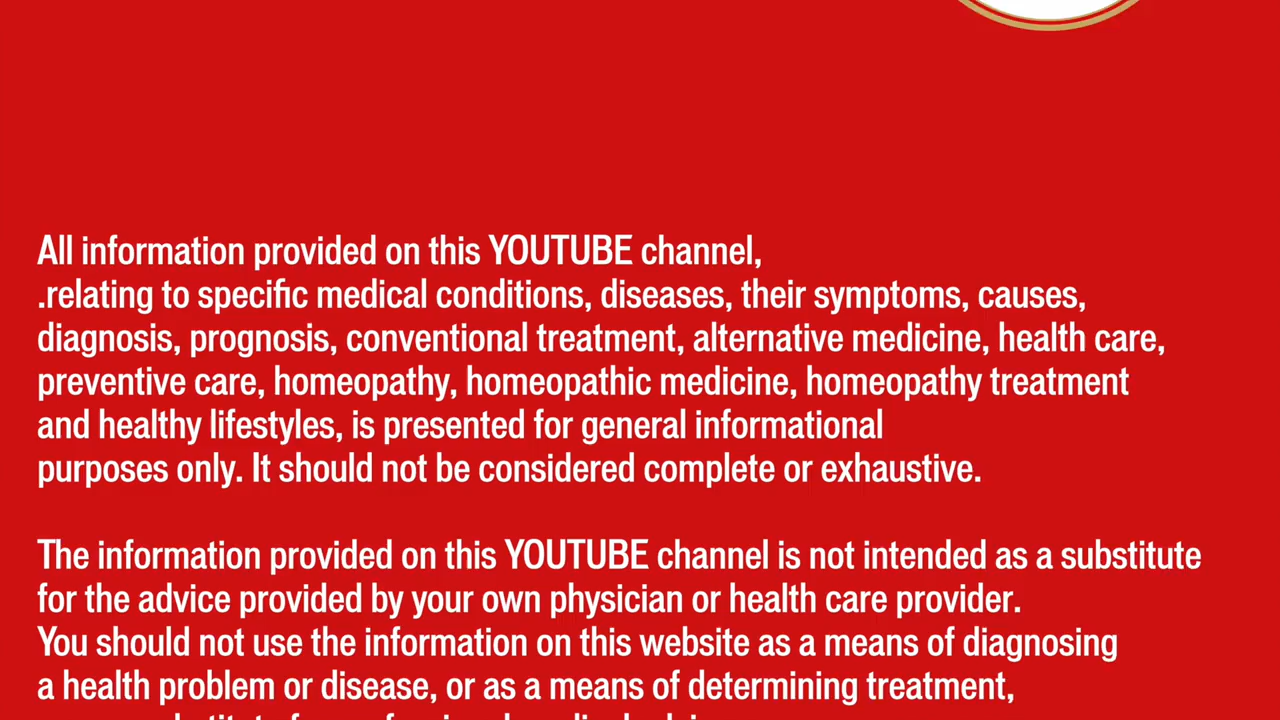 All information provided on this YOUTUBE channel,
.relating to specific medical conditions, diseases, their symptoms, causes,
diagnosis, prognosis, conventional treatment, alternative medicine, health care,
preventive care, homeopathy, homeopathic medicine, homeopathy treatment
and healthy lifestyles, is presented for general informational
purposes only. It should not be considered complete or exhaustive.
The information provided on this YOUTUBE channel is not intended as a substitute
for the advice provided by your own physician or health care provider.
You should not use the information on this website as a means of diagnosing
a health problem or disease, or as a means of determining treatment,